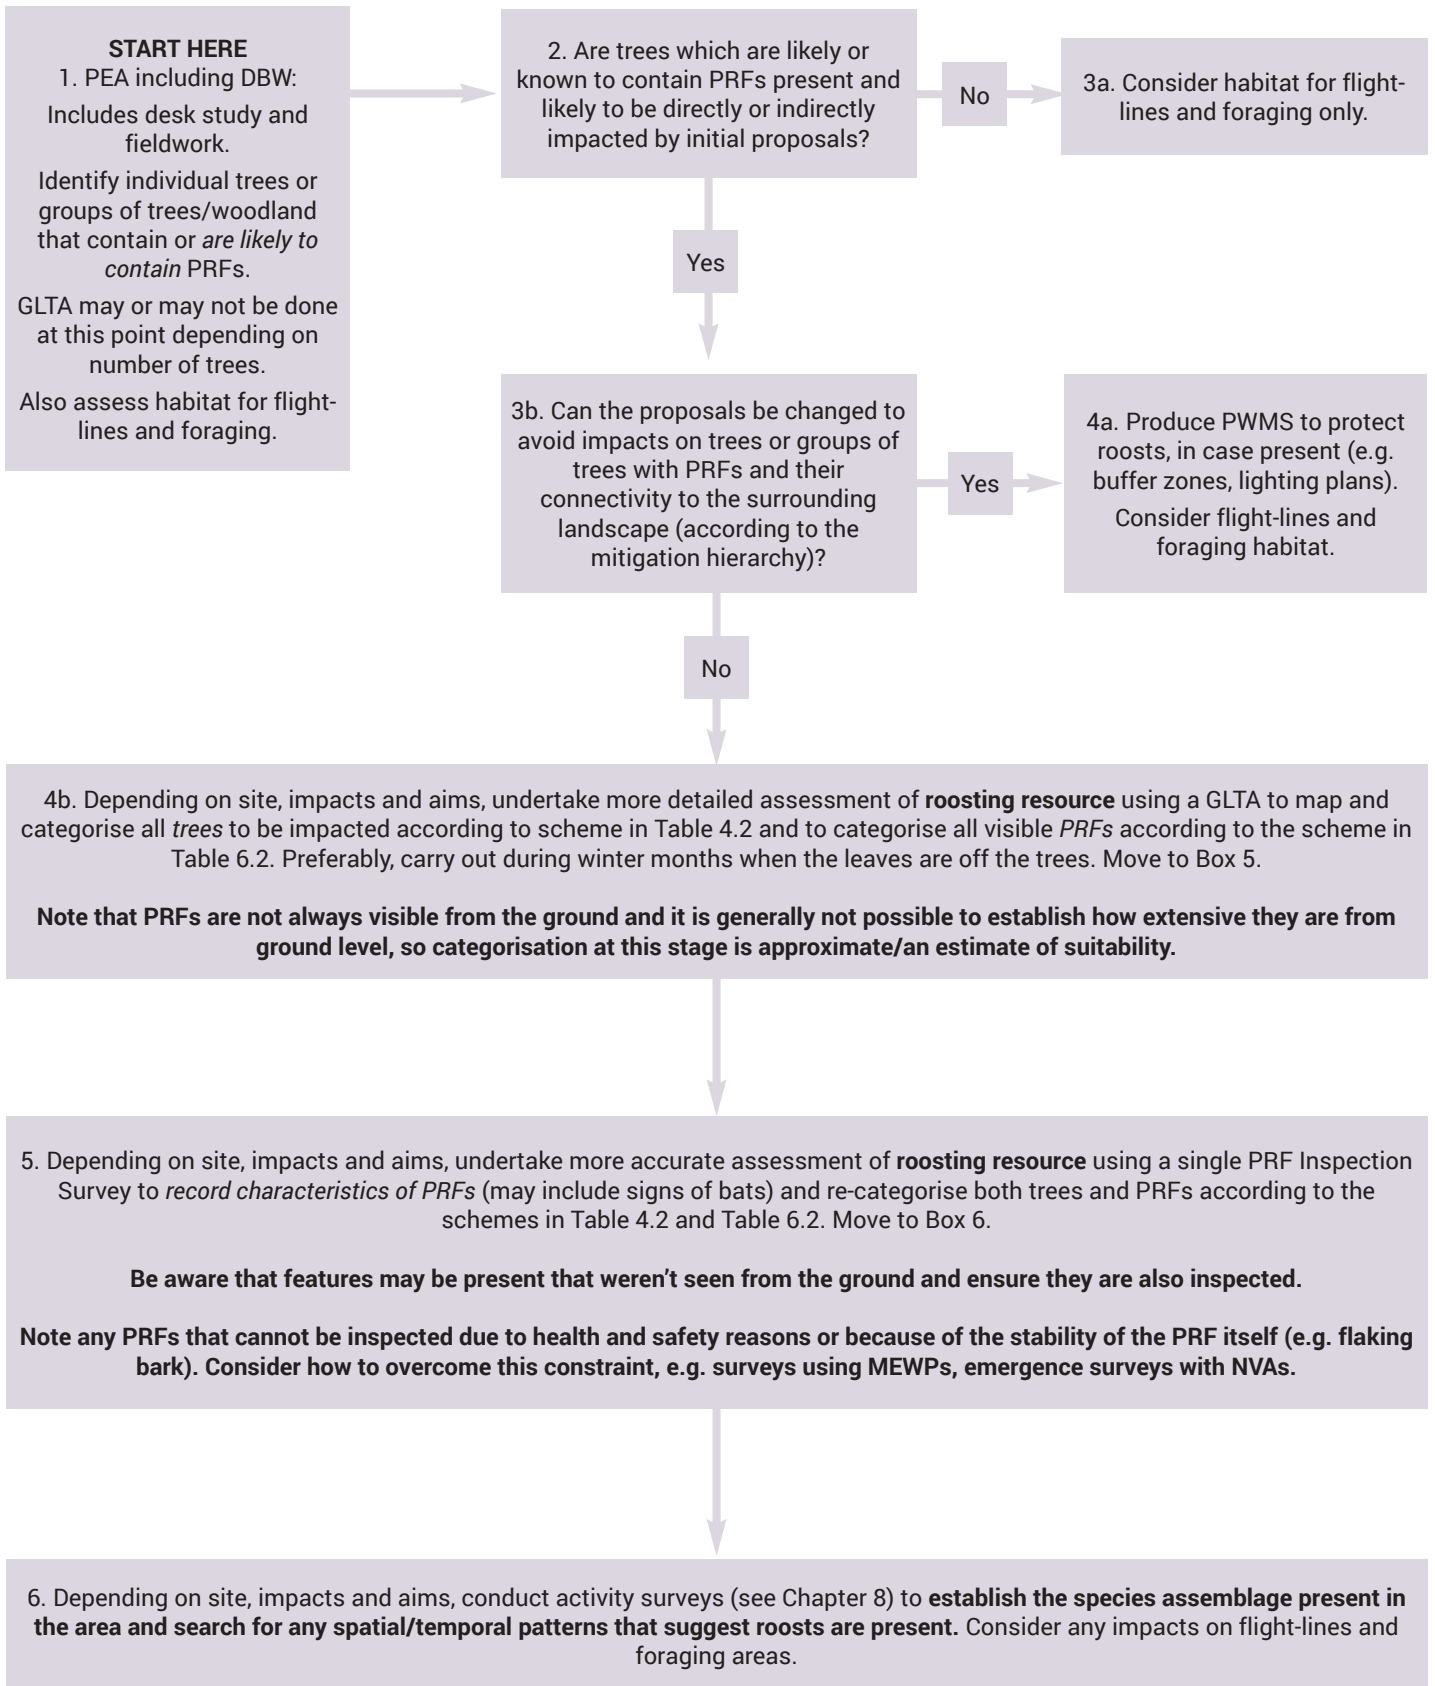 START HERE
1. PEA including DBW:
Includes desk study and
fieldwork.
Identify individual trees or
groups of trees/woodland
that contain or are likely to
contain PRFs.
GLTA may or may not be done
at this point depending on
number of trees.
Also assess habitat for flight-
lines and foraging.
2. Are trees which are likely or
known to contain PRFs present and
likely to be directly or indirectly
impacted by initial proposals?
No
3a. Consider habitat for flight-
lines and foraging only.
Yes
3b. Can the proposals be changed to
avoid impacts on trees or groups of
trees with PRFs and their
connectivity to the surrounding
landscape (according to the
mitigation hierarchy)?
Yes
4a. Produce PWMS to protect
roosts, in case present (e.g.
buffer zones, lighting plans).
Consider flight-lines and
foraging habitat.
No
4b. Depending on site, impacts and aims, undertake more detailed assessment of roosting resource using a GLTA to map and
categorise all trees to be impacted according to scheme in Table 4.2 and to categorise all visible PRFs according to the scheme in
Table 6.2. Preferably, carry out during winter months when the leaves are off the trees. Move to Box 5.
Note that PRFs are not always visible from the ground and it is generally not possible to establish how extensive they are from
ground level, so categorisation at this stage is approximate/an estimate of suitability.
5. Depending on site, impacts and aims, undertake more accurate assessment of roosting resource using a single PRF Inspection
Survey to record characteristics of PRFs (may include signs of bats) and re-categorise both trees and PRFs according to the
schemes in Table 4.2 and Table 6.2. Move to Box 6.
Be aware that features may be present that weren't seen from the ground and ensure they are also inspected.
Note any PRFs that cannot be inspected due to health and safety reasons or because of the stability of the PRF itself (e.g. flaking
bark). Consider how to overcome this constraint, e.g. surveys using MEWPs, emergence surveys with NVAs.
6. Depending on site, impacts and aims, conduct activity surveys (see Chapter 8) to establish the species assemblage present in
the area and search for any spatial/temporal patterns that suggest roosts are present. Consider any impacts on flight-lines and
foraging areas.